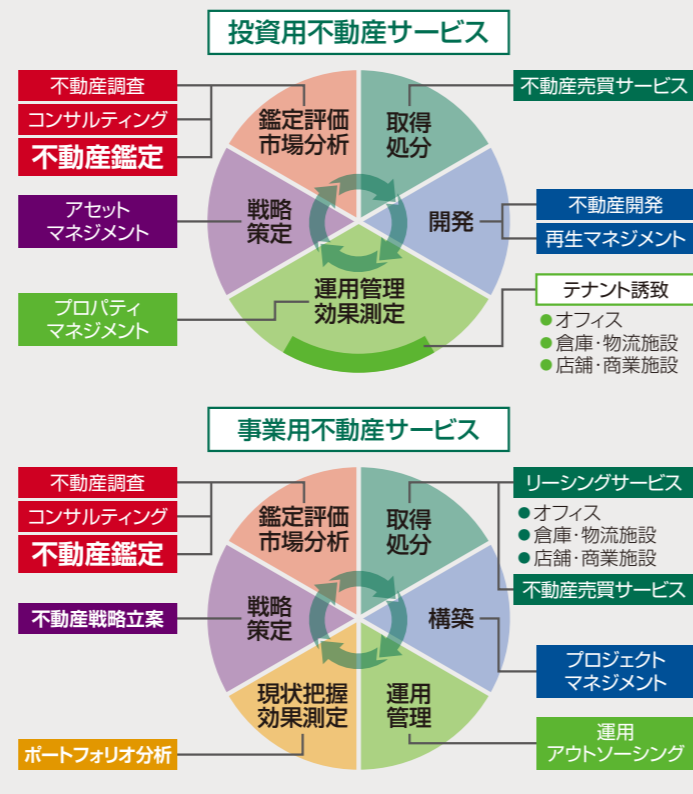 投資用不動産サービス
不動産調査
コンサルティング
不動産鑑定
鑑定評価
市場分析
取得
処分
不動産売買サービス
アセット
マネジメント
戦略
策定
開発
不動産開発
再生マネジメント
プロパティ
マネジメント
運用管理
効果測定
テナント誘致
●オフィス
●倉庫・物流施設
●店舗・商業施設
事業用不動産サービス
不動産調査
コンサルティング
不動産鑑定
鑑定評価
市場分析
取得
処分
リーシングサービス
●オフィス
●倉庫・物流施設
●店舗・商業施設
不動産売買サービス
不動産戦略立案
戦略
策定
構築
プロジェクト
マネジメント
現状把握
効果測定
運用
管理
ポートフォリオ分析
運用
アウトソーシング